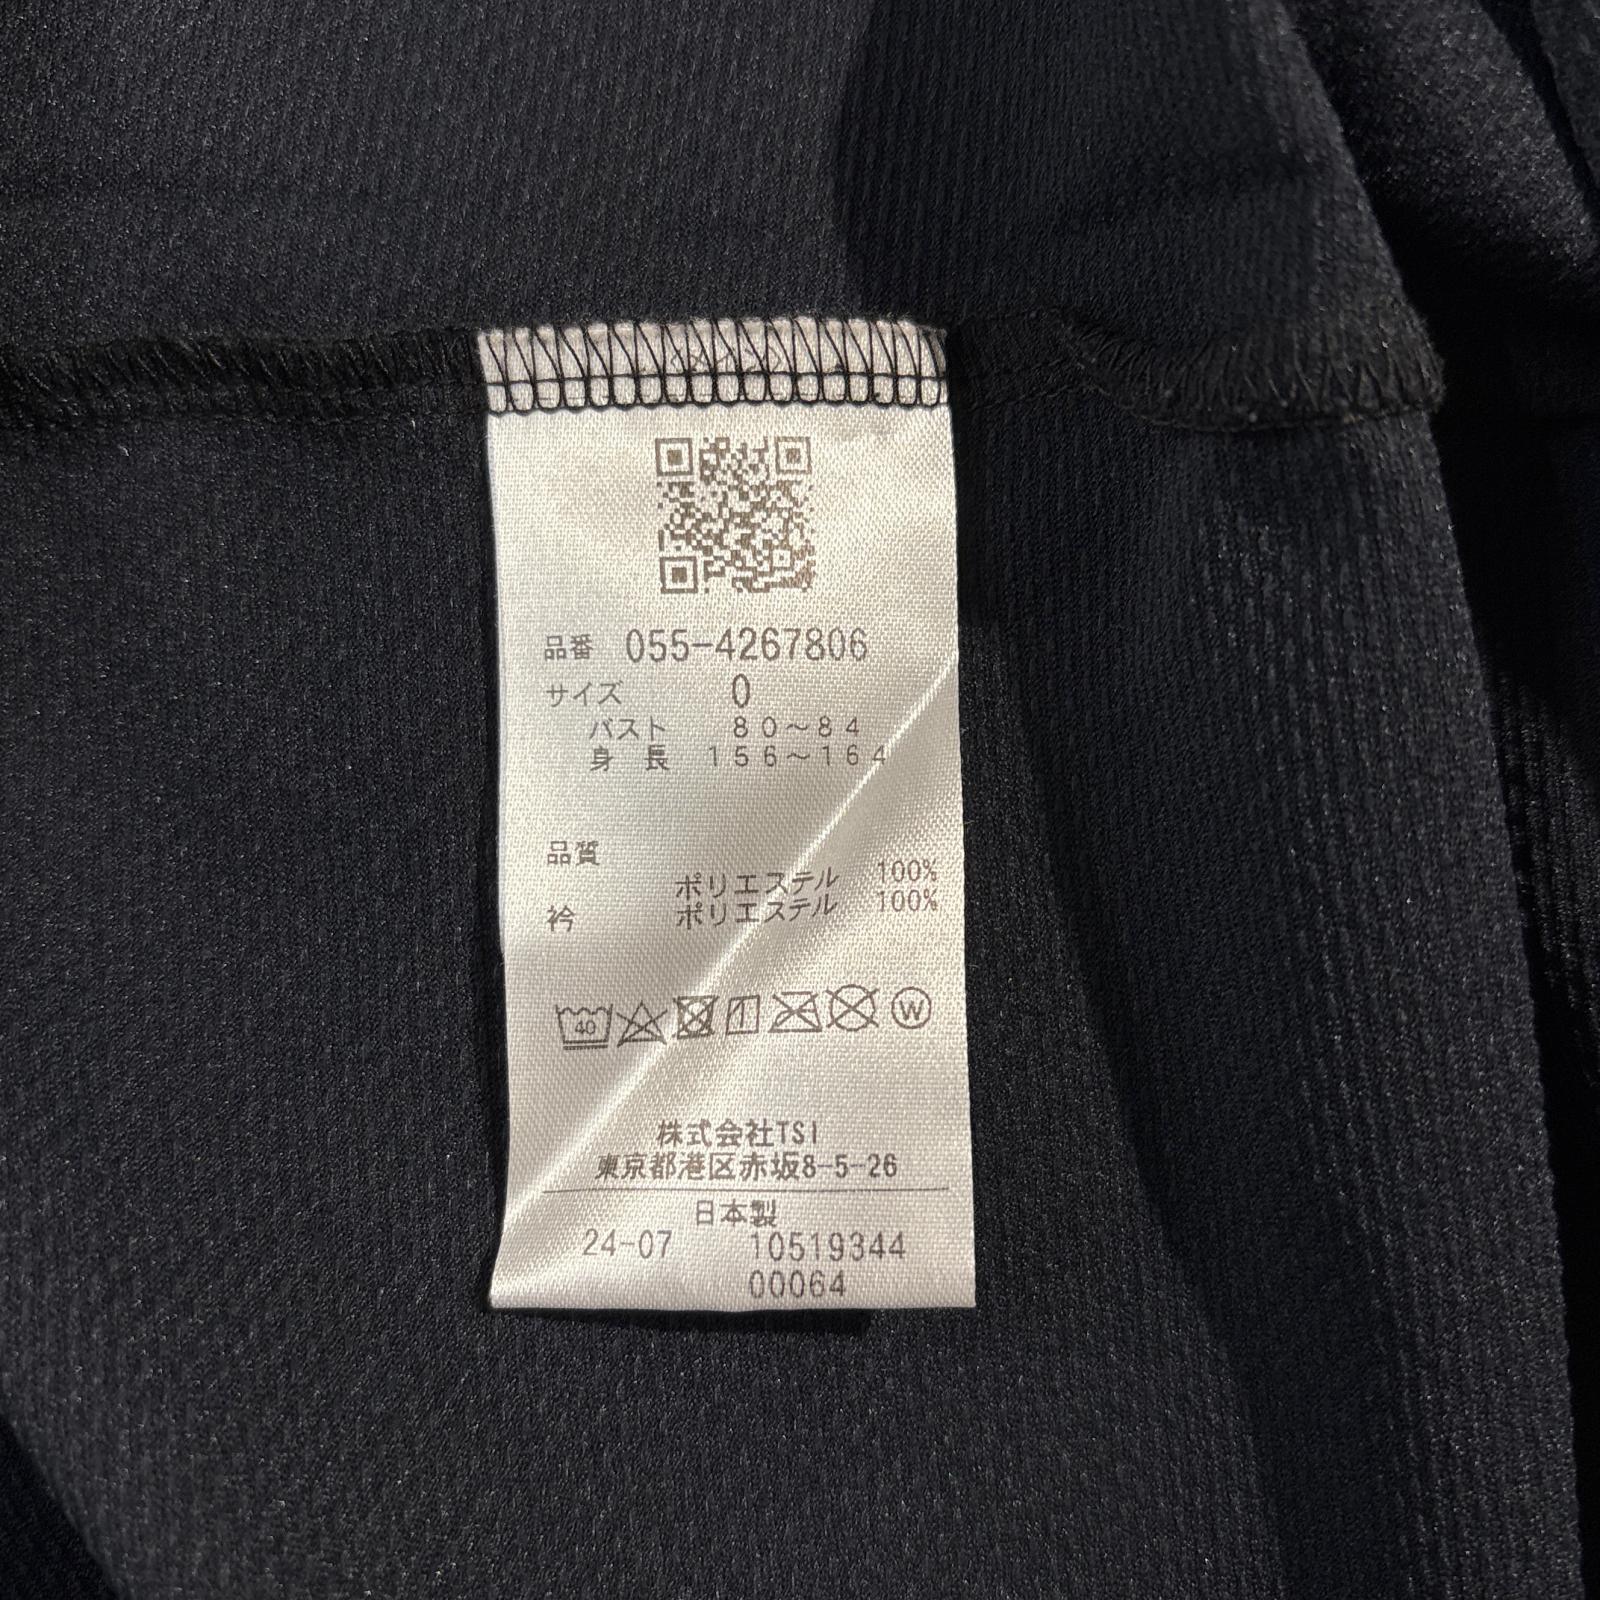 品番 055-4267806
サイズ 0
バスト 80～84
身長 156～164
品質
ポリエステル 100%
衿 ポリエステル 100%
40
W
株式会社TSI
東京都港区赤坂8-5-26
日本製
24-07 10519344
00064